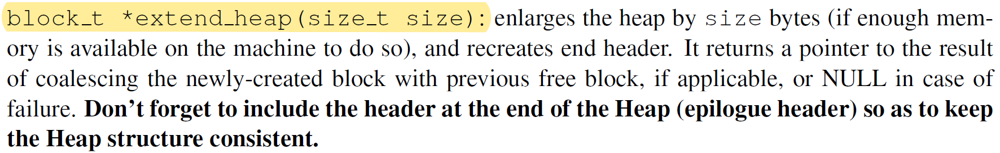 block_t *extend_heap(size_t size): enlarges the heap by size bytes (if enough mem-
ory is available on the machine to do so), and recreates end header. It returns a pointer to the result
of coalescing the newly-created block with previous free block, if applicable, or NULL in case of
failure. Don’t forget to include the header at the end of the Heap (epilogue header) so as to keep
the Heap structure consistent.